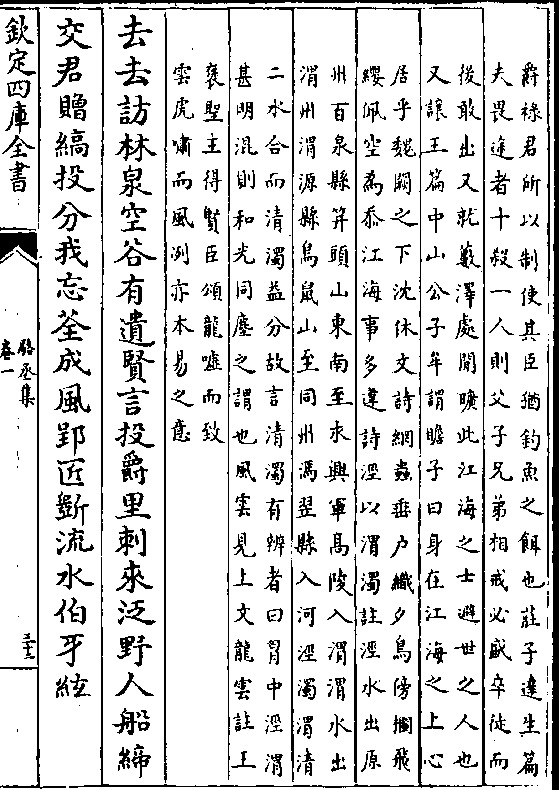 爵祿君所以制使其臣猶釣魚之餌也莊子達生篇
夫畏塗者十殺一人則父子兄弟相戒必盛卒徒而
後敢出又就藪澤處閒曠此江海之士避世之人也
又讓王篇中山公子牟謂瞻子曰身在江海之上心
居乎魏闕之下沈休文詩網蟲垂户織夕鳥傍櫩飛
纓佩空為忝江海事多違詩涇以渭濁註涇水出原
州百泉縣笄頭山東南至永興軍髙陵入渭渭水出
渭州渭源縣鳥鼠山至同州馮翌縣入河涇濁渭清
二水合而清濁益分故言清濁有辨者曰胷中涇渭
甚明混則和光同塵之謂也風雲見上文龍雲註王
褒聖主得賢臣頌龍嘘而致
雲虎嘯而風冽亦本易之意
去去訪林泉空谷有遺賢言投爵里刺來泛野人船締
交君贈縞投分我忘荃成風郢匠斵流水伯牙絃
欽定四庫全書
駱丞集
卷一
三十三